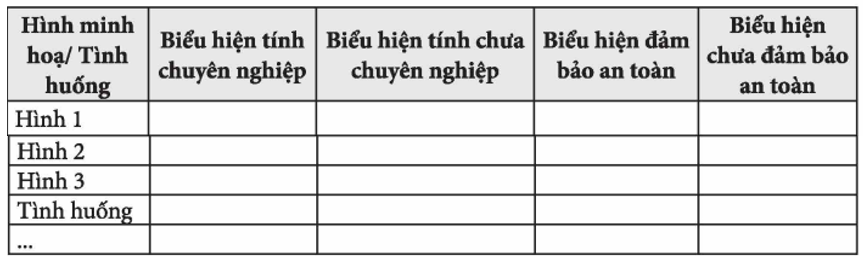 Hình minh
hoạ/ Tình
huống
Biểu hiện tính
chuyên nghiệp
Biểu hiện tính chưa
chuyên nghiệp
Biểu hiện đảm
bảo an toàn
Biểu hiện
chưa đảm bảo
an toàn
Hình 1
Hình 2
Hình 3
Tình huống
...